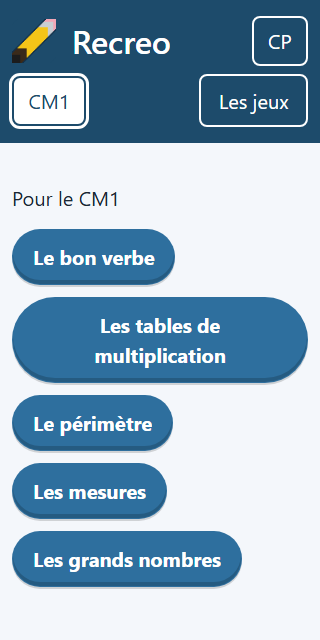 Recreo
CP
CM1
Les jeux
Pour le CM1
Le bon verbe
Les tables de
multiplication
Le périmètre
Les mesures
Les grands nombres